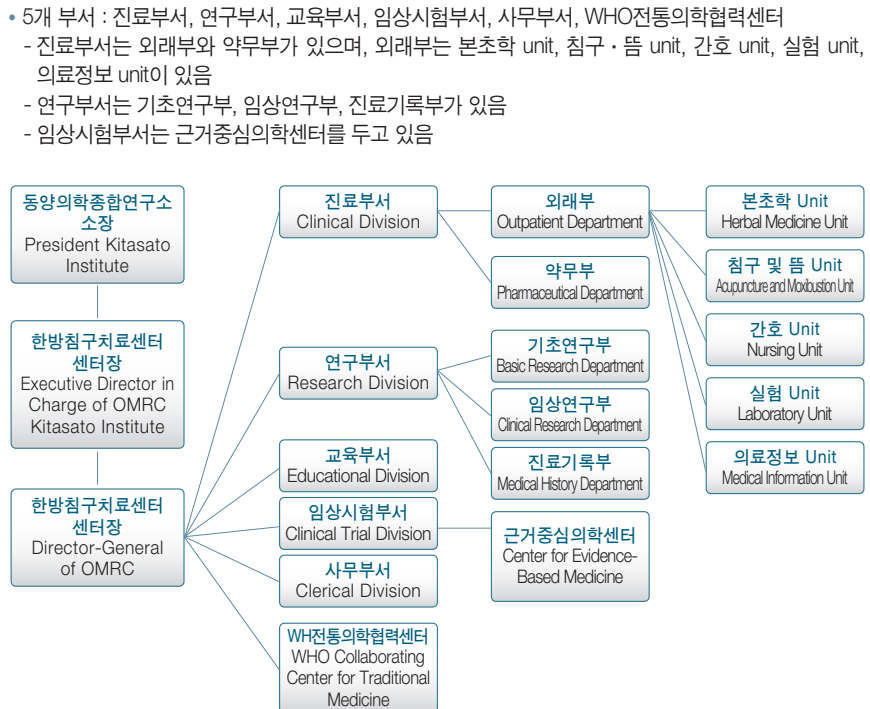 • 5개 부서 : 진료부서, 연구부서, 교육부서, 임상시험부서, 사무부서, WHO전통의학협력센터
- 진료부서는 외래부와 약무부가 있으며, 외래부는 본초학 unit, 침구·뜸 unit, 간호 unit, 실험 unit,
의료정보 unit이 있음
- 연구부서는 기초연구부, 임상연구부, 진료기록부가 있음
- 임상시험부서는 근거중심의학센터를 두고 있음
동양의학종합연구소
소장
President Kitasato
Institute
한방침구치료센터
센터장
Executive Director in
Charge of OMRC
Kitasato Institute
한방침구치료센터
센터장
Director-General
of OMRC
진료부서
Clinical Division
연구부서
Research Division
교육부서
Educational Division
임상시험부서
Clinical Trial Division
사무부서
Clerical Division
WH전통의학협력센터
WHO Collaborating
Center for Traditional
Medicine
외래부
Outpatient Department
약무부
Pharmaceutical Department
기초연구부
Basic Research Department
임상연구부
Clinical Research Department
진료기록부
Medical History Department
근거중심의학센터
Center for Evidence-
Based Medicine
본초학 Unit
Herbal Medicine Unit
침구 및 뜸 Unit
Acupuncture and Moxibustion Unit
간호 Unit
Nursing Unit
실험 Unit
Laboratory Unit
의료정보 Unit
Medical Information Unit